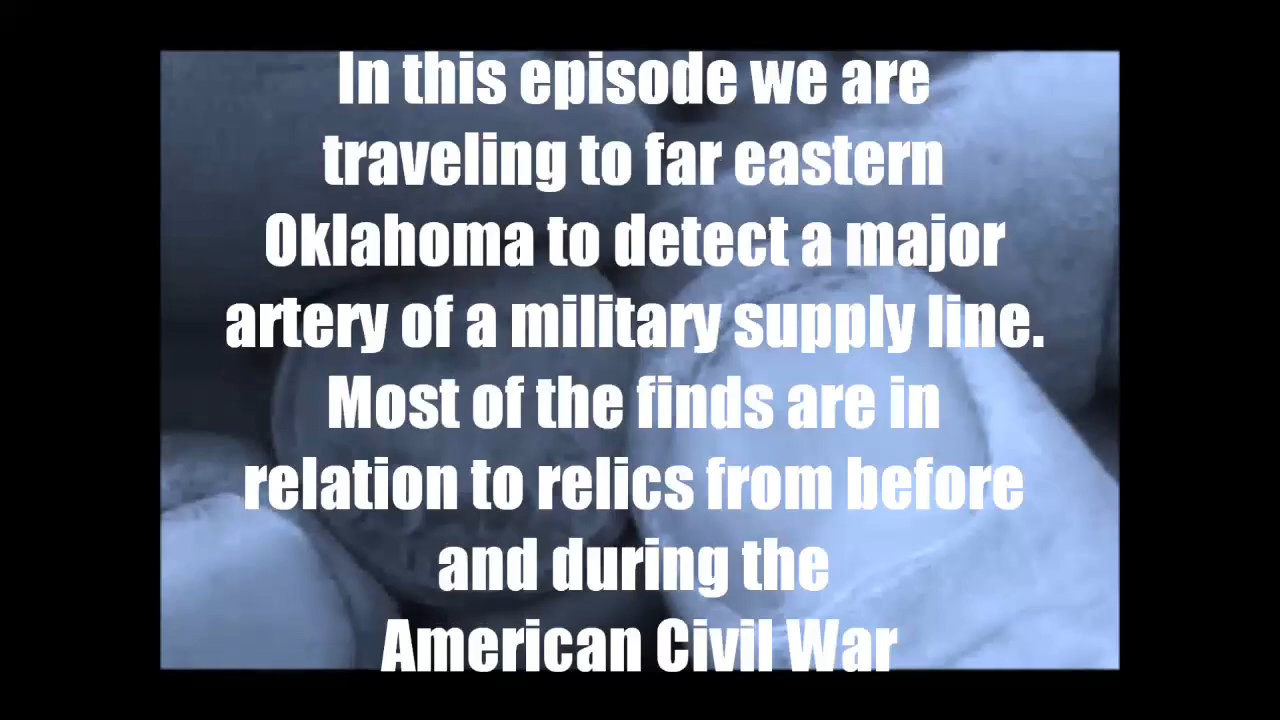 In this episode we are
traveling to far eastern
Oklahoma to detect a major
artery of a military supply line.
Most of the finds are in
relation to relics from before
and during the
American Civil War